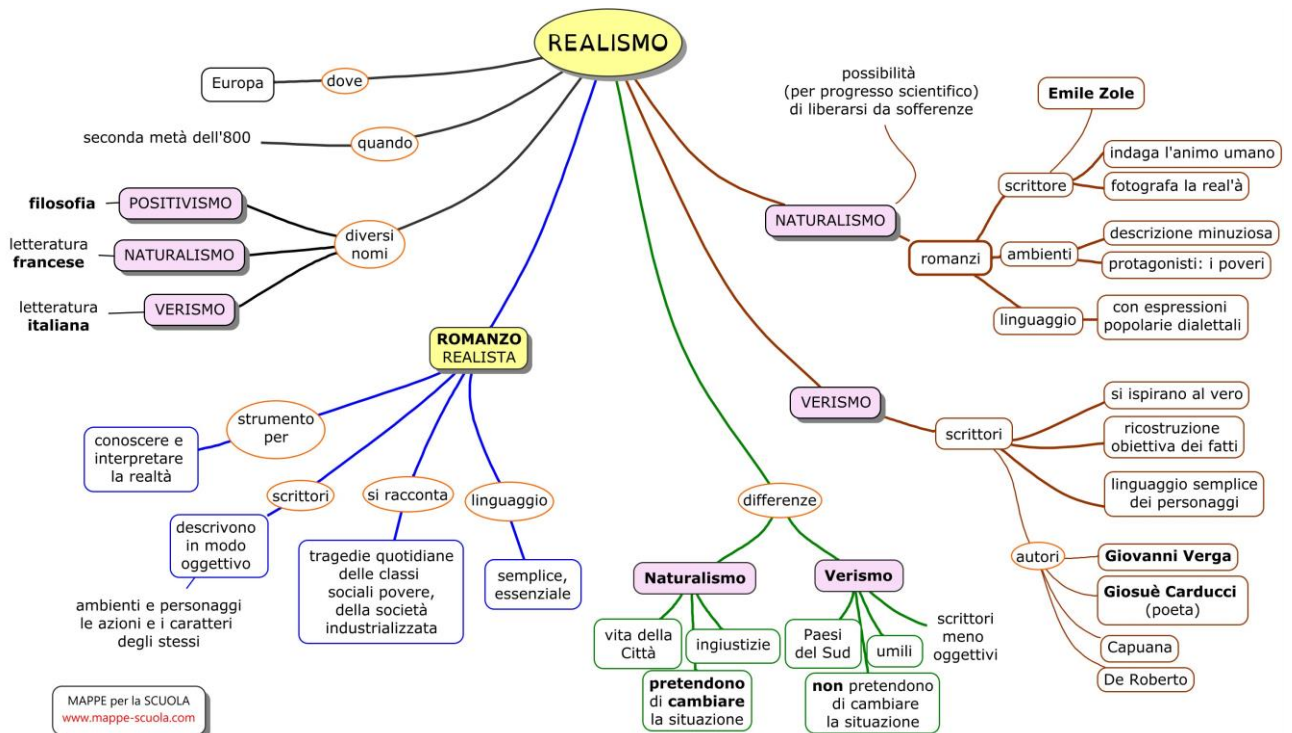 REALISMO
dove
Europa
quando
seconda metà dell'800
diversi
nomi
POSITIVISMO
filosofia
NATURALISMO
letteratura
francese
VERISMO
letteratura
italiana
ROMANZO
REALISTA
strumento
per
conoscere e
interpretare
la realtà
scrittori
descrivono
in modo
oggettivo
ambienti e personaggi
le azioni e i caratteri
degli stessi
si racconta
tragedie quotidiane
delle classi
sociali povere,
della società
industrializzata
linguaggio
semplice,
essenziale
differenze
Naturalismo
vita della
Città
pretendono
di cambiare
la situazione
ingiustizie
Verismo
Paesi
del Sud
non pretendono
di cambiare
la situazione
umili
scrittori
meno
oggettivi
NATURALISMO
possibilità
(per progresso scientifico)
di liberarsi da sofferenze
romanzi
scrittore
Emile Zole
indaga l'animo umano
fotografa la real'à
ambienti
descrizione minuziosa
protagonisti: i poveri
linguaggio
con espressioni
popolarie dialettali
VERISMO
scrittori
si ispirano al vero
ricostruzione
obiettiva dei fatti
linguaggio semplice
dei personaggi
autori
Giovanni Verga
Giosuè Carducci
(poeta)
Capuana
De Roberto
MAPPE per la SCUOLA
www.mappe-scuola.com